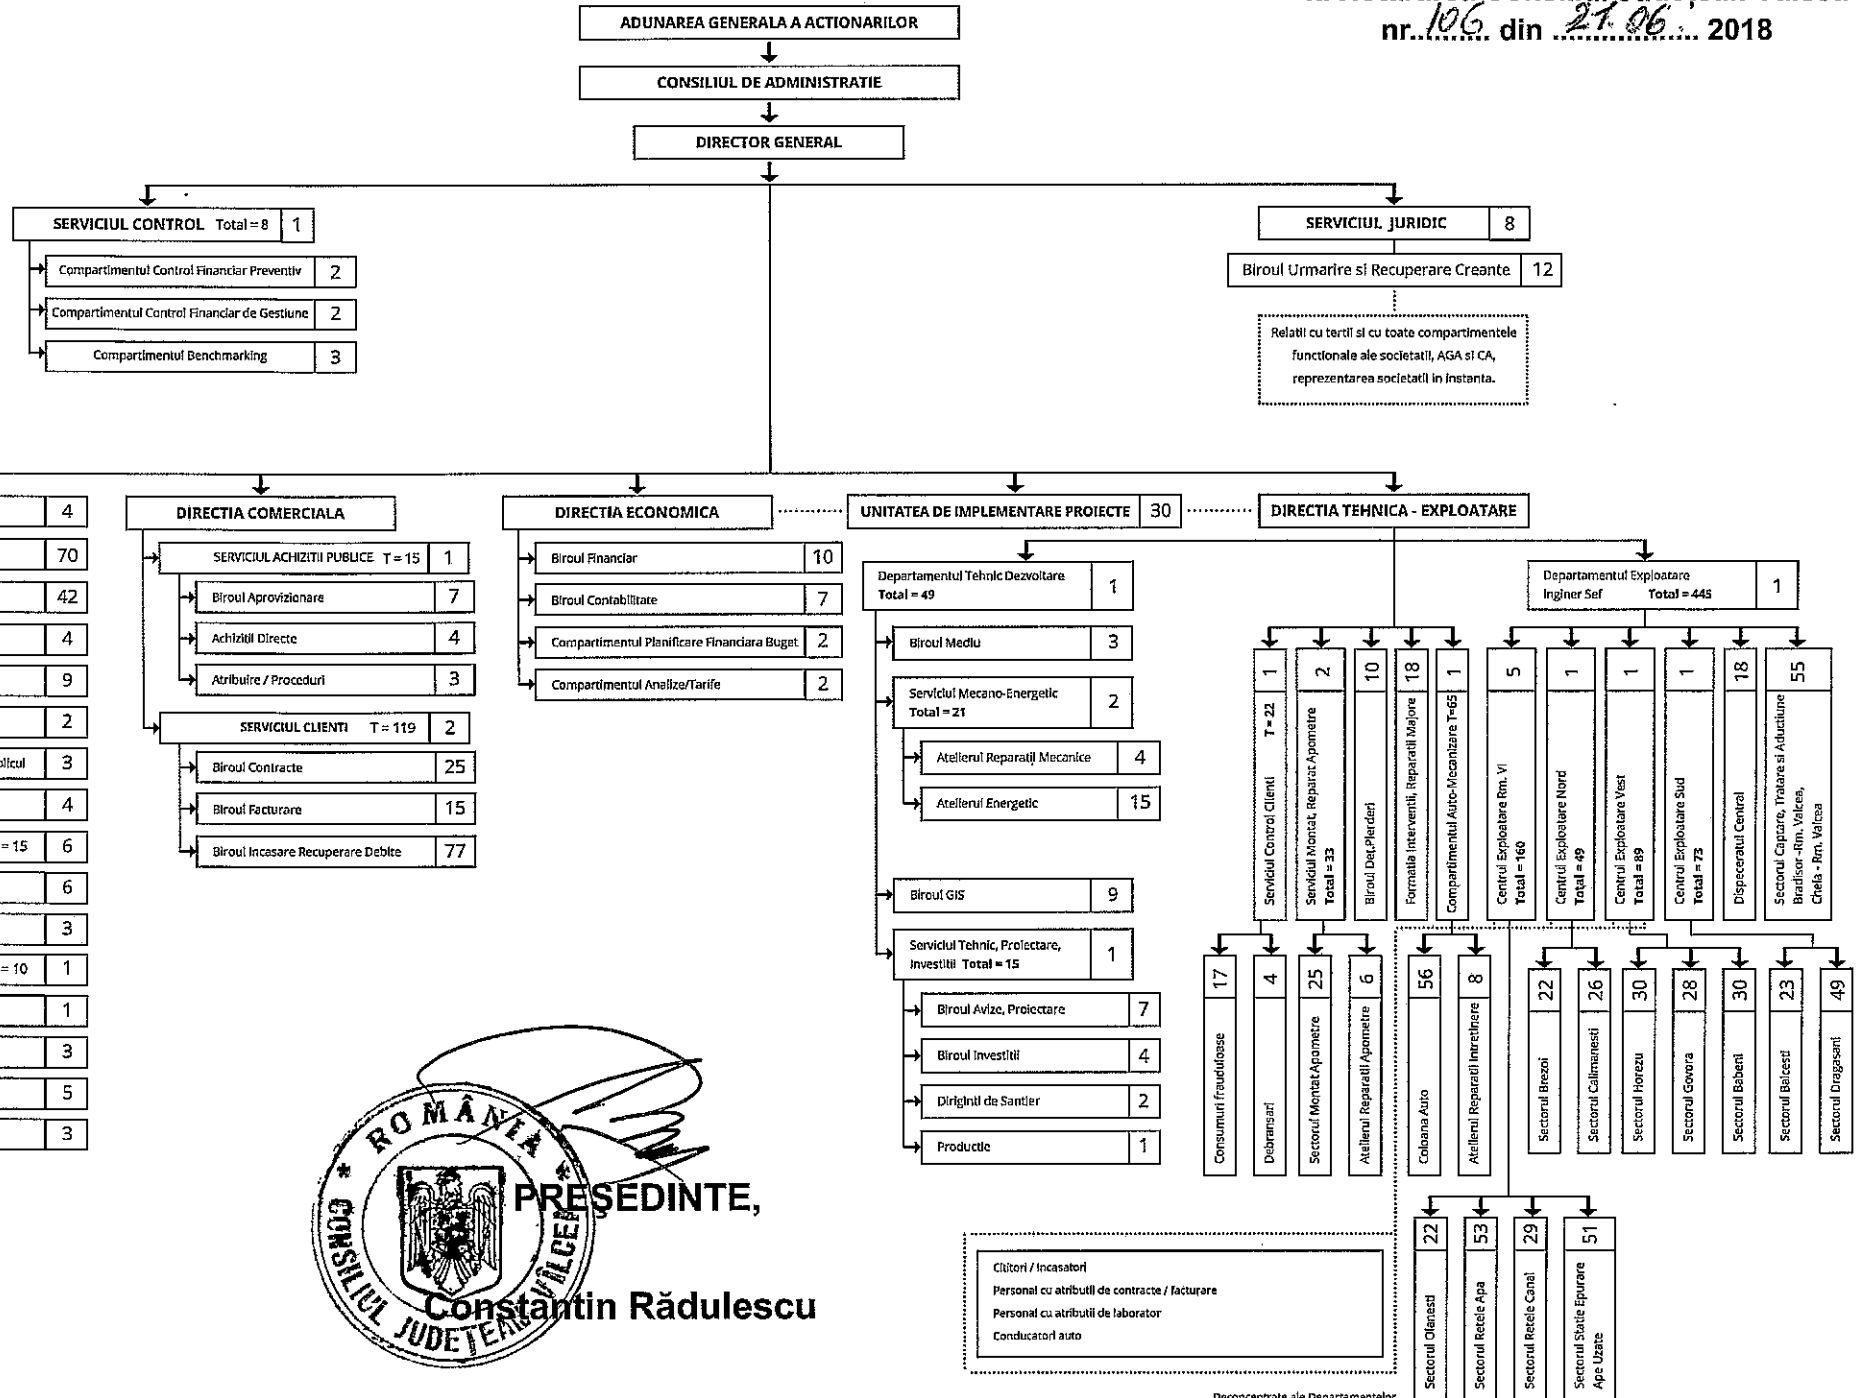 nr. 106 din 21.06. 2018
ADUNAREA GENERALA A ACTIONARILOR
CONSILIUL DE ADMINISTRATIE
DIRECTOR GENERAL
SERVICIUL CONTROL Total = 8 1
Compartimentul Control Financiar Preventiv 2
Compartimentul Control Financiar de Gestiune 2
Compartimentul Benchmarking 3
SERVICIUL JURIDIC 8
Biroul Urmarire si Recuperare Creante 12
Relatii cu tertii si cu toate compartimentele
functionale ale societatii, AGA si CA,
reprezentarea societatii in instanta.
4
70
42
4
9
2
3
4
= 15 6
6
3
= 10 1
1
3
5
3
DIRECTIA COMERCIALA
SERVICIUL ACHIZITII PUBLICE T = 15 1
Biroul Aprovizionare 7
Achizitii Directe 4
Atribuire / Proceduri 3
SERVICIUL CLIENTI T = 119 2
Biroul Contracte 25
Biroul Facturare 15
Biroul Incasare Recuperare Debite 77
DIRECTIA ECONOMICA
Biroul Financiar 10
Biroul Contabilitate 7
Compartimentul Planificare Financiara Buget 2
Compartimentul Analize/Tarife 2
UNITATEA DE IMPLEMENTARE PROIECTE 30
DIRECTIA TEHNICA - EXPLOATARE
Departamentul Tehnic Dezvoltare
Total = 49 1
Biroul Mediu 3
Serviciul Mecano-Energetic
Total = 21 2
Atelierul Reparaţii Mecanice 4
Atelierul Energetic 15
Biroul GIS 9
Serviciul Tehnic, Proiectare,
Investitii Total = 15 1
Biroul Avize, Proiectare 7
Biroul Investitii 4
Diriginti de Santier 2
Productie 1
Departamentul Exploatare
Inginer Sef Total = 445 1
Serviciul Control Clienti T = 22 1
Serviciul Montat, Reparat Apometre
Total = 33 2
Biroul Det.Pierderi 10
Formatia Interventii, Reparatii Majore 18
Compartimentul Auto-Mecanizare T=65 1
Centrul Exploatare Rm. Vl
Total = 160 5
Centrul Exploatare Nord
Total = 49 1
Centrul Exploatare Vest
Total = 89 1
Centrul Exploatare Sud
Total = 73 1
Dispeceratul Central 18
Sectorul Captare, Tratare si Aductiune
Bradisor -Rm. Valcea,
Cheia - Rm. Valcea 55
Consumuri frauduloase 17
Debransari 4
Sectorul Montat Apometre 25
Atelierul Reparatii Apometre 6
Coloana Auto 56
Atelierul Reparatii Intretinere 8
Sectorul Brezoi 22
Sectorul Calimanesti 26
Sectorul Horezu 30
Sectorul Govora 28
Sectorul Babeni 30
Sectorul Balcesti 23
Sectorul Dragasani 49
Sectorul Olanesti 22
Sectorul Retele Apa 53
Sectorul Retele Canal 29
Sectorul Statie Epurare
Ape Uzate 51
Cititori / Incasatori
Personal cu atributii de contracte / facturare
Personal cu atributii de laborator
Conducatori auto
Deconcentrate ale Departamentelor
ROMÂNIA
CONSILIUL JUDEŢEAN VÎLCEA
PREŞEDINTE,
Constantin Rădulescu